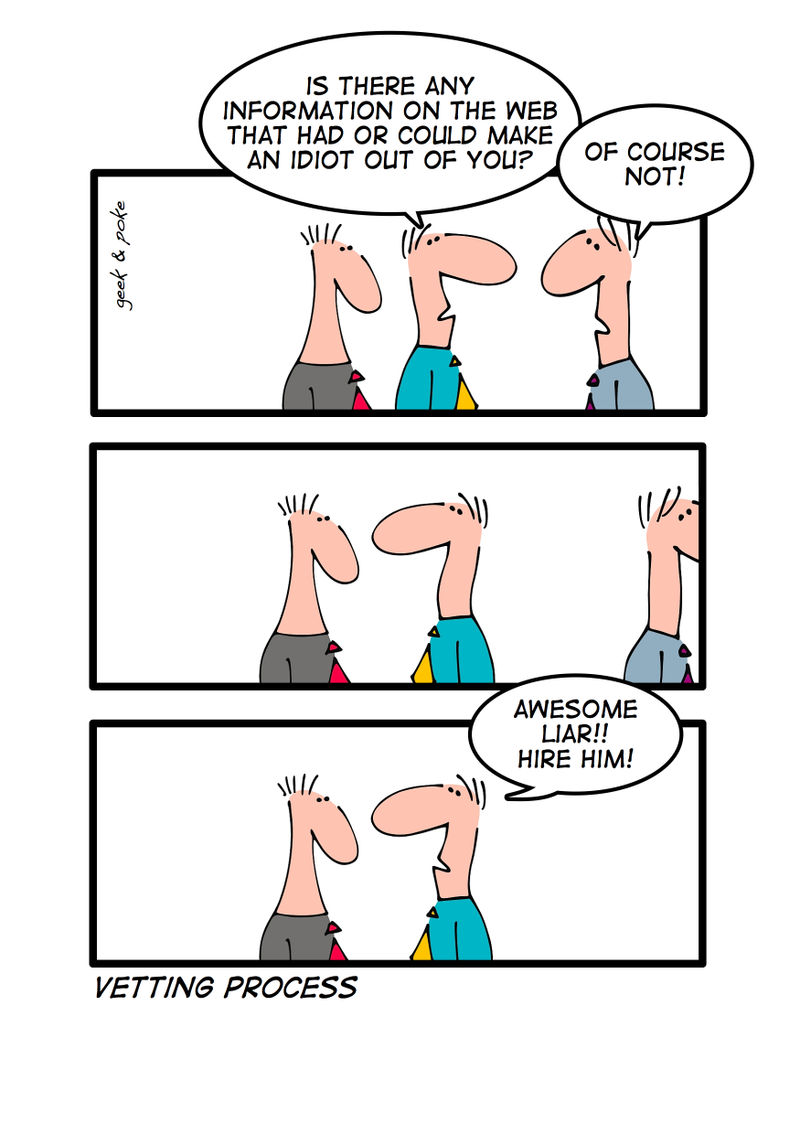 IS THERE ANY
INFORMATION ON THE WEB
THAT HAD OR COULD MAKE
AN IDIOT OUT OF YOU?
OF COURSE
NOT!
geek & poke
AWESOME
LIAR!!
HIRE HIM!
VETTING PROCESS